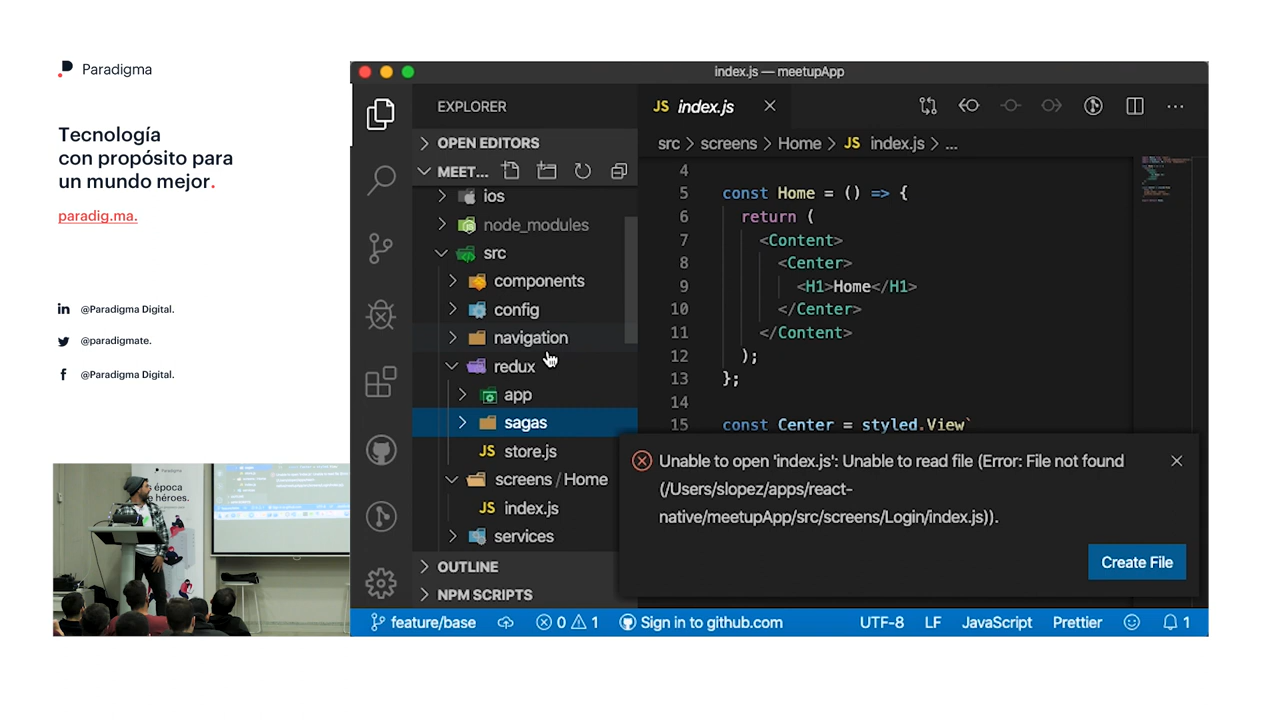 Paradigma
Tecnología
con propósito para
un mundo mejor.
paradig.ma.
in @Paradigma Digital.
@paradigmate.
f @Paradigma Digital.
Paradigma
época
e héroes.
index.js — meetupApp
EXPLORER
OPEN EDITORS
MEET...
ios
node_modules
src
components
config
navigation
redux
app
sagas
JS store.js
screens / Home
JS index.js
services
OUTLINE
NPM SCRIPTS
JS index.js
src > screens > Home > JS index.js > ...
4
5 const Home = () => {
6 return (
7 <Content>
8 <Center>
9 <H1>Home</H1>
10 </Center>
11 </Content>
12 );
13 };
14
15 const Center = styled.View`
Unable to open 'index.js': Unable to read file (Error: File not found
(/Users/slopez/apps/react-
native/meetupApp/src/screens/Login/index.js)).
Create File
feature/base 0 1 Sign in to github.com UTF-8 LF JavaScript Prettier 1